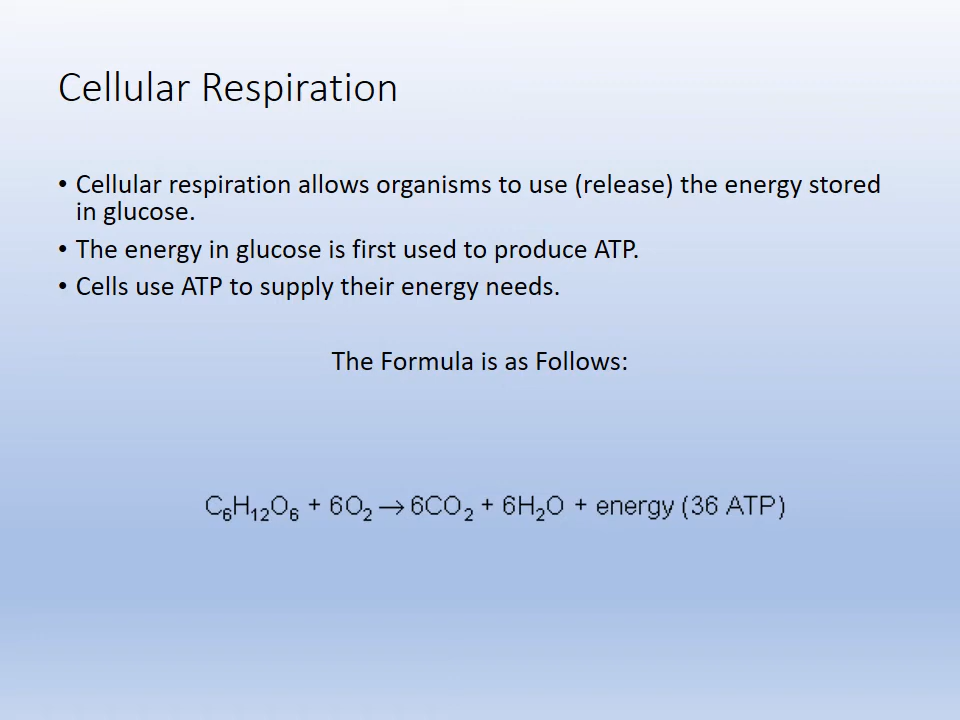 Cellular Respiration
• Cellular respiration allows organisms to use (release) the energy stored
in glucose.
• The energy in glucose is first used to produce ATP.
• Cells use ATP to supply their energy needs.
The Formula is as Follows:
C₆H₁₂O₆ + 6O₂ → 6CO₂ + 6H₂O + energy (36 ATP)